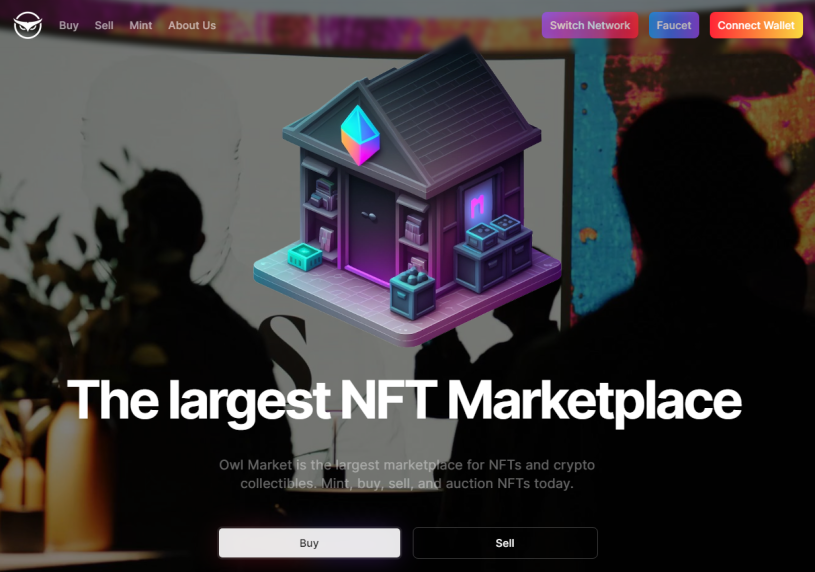 Buy
Sell
Mint
About Us
Switch Network
Faucet
Connect Wallet
S
The largest NFT Marketplace
Owl Market is the largest marketplace for NFTs and crypto
collectibles. Mint, buy, sell, and auction NFTs today.
Buy
Sell